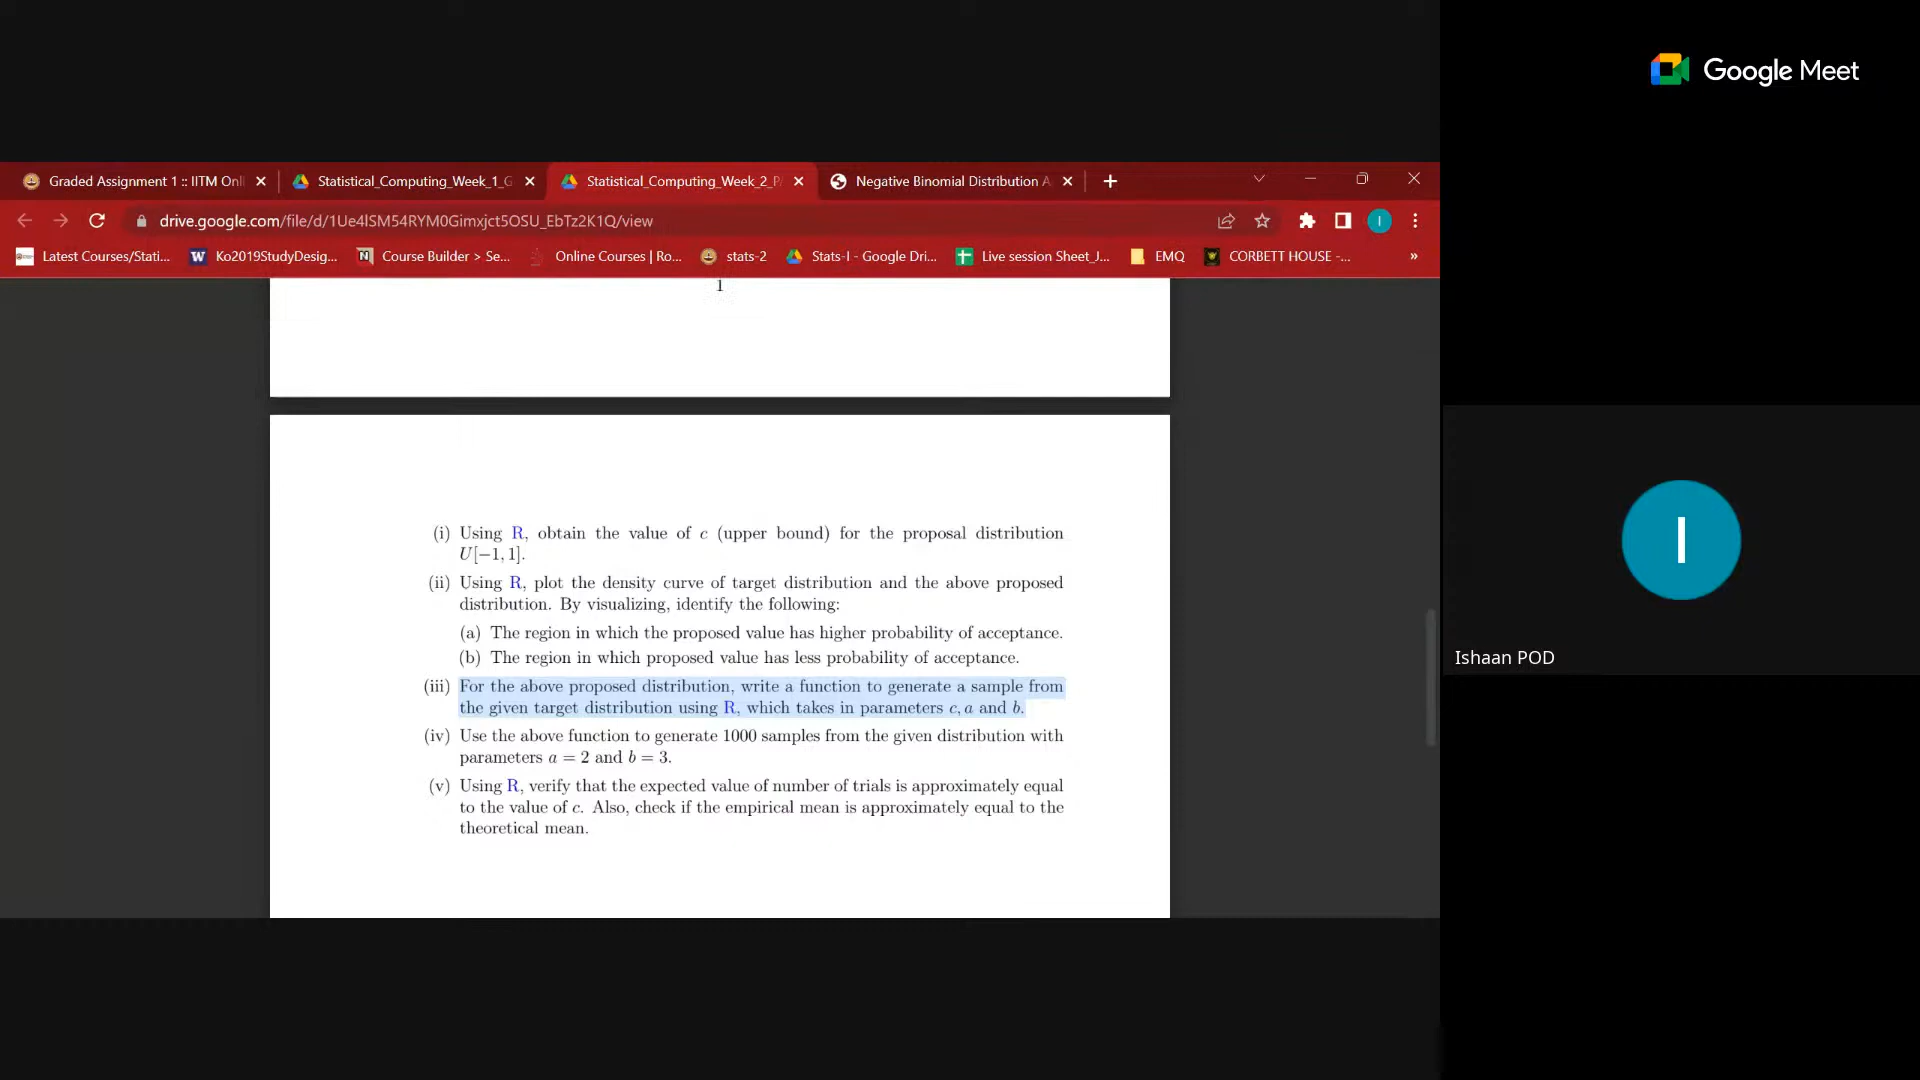 Google Meet
Graded Assignment 1 :: IITM Onl
Statistical_Computing_Week_1_G
Statistical_Computing_Week_2_P
Negative Binomial Distribution A
drive.google.com/file/d/1Ue4lSM54RYM0Gimxjct5OSU_EbTz2K1Q/view
I
Latest Courses/Stati...
W
Ko2019StudyDesig...
Course Builder > Se...
Online Courses | Ro...
stats-2
Stats-I - Google Dri...
Live session Sheet_J...
EMQ
CORBETT HOUSE -...
»
1
(i) Using R, obtain the value of c (upper bound) for the proposal distribution
U[−1, 1].
(ii) Using R, plot the density curve of target distribution and the above proposed
distribution. By visualizing, identify the following:
(a) The region in which the proposed value has higher probability of acceptance.
(b) The region in which proposed value has less probability of acceptance.
(iii) For the above proposed distribution, write a function to generate a sample from
the given target distribution using R, which takes in parameters c, a and b.
(iv) Use the above function to generate 1000 samples from the given distribution with
parameters a = 2 and b = 3.
(v) Using R, verify that the expected value of number of trials is approximately equal
to the value of c. Also, check if the empirical mean is approximately equal to the
theoretical mean.
I
Ishaan POD